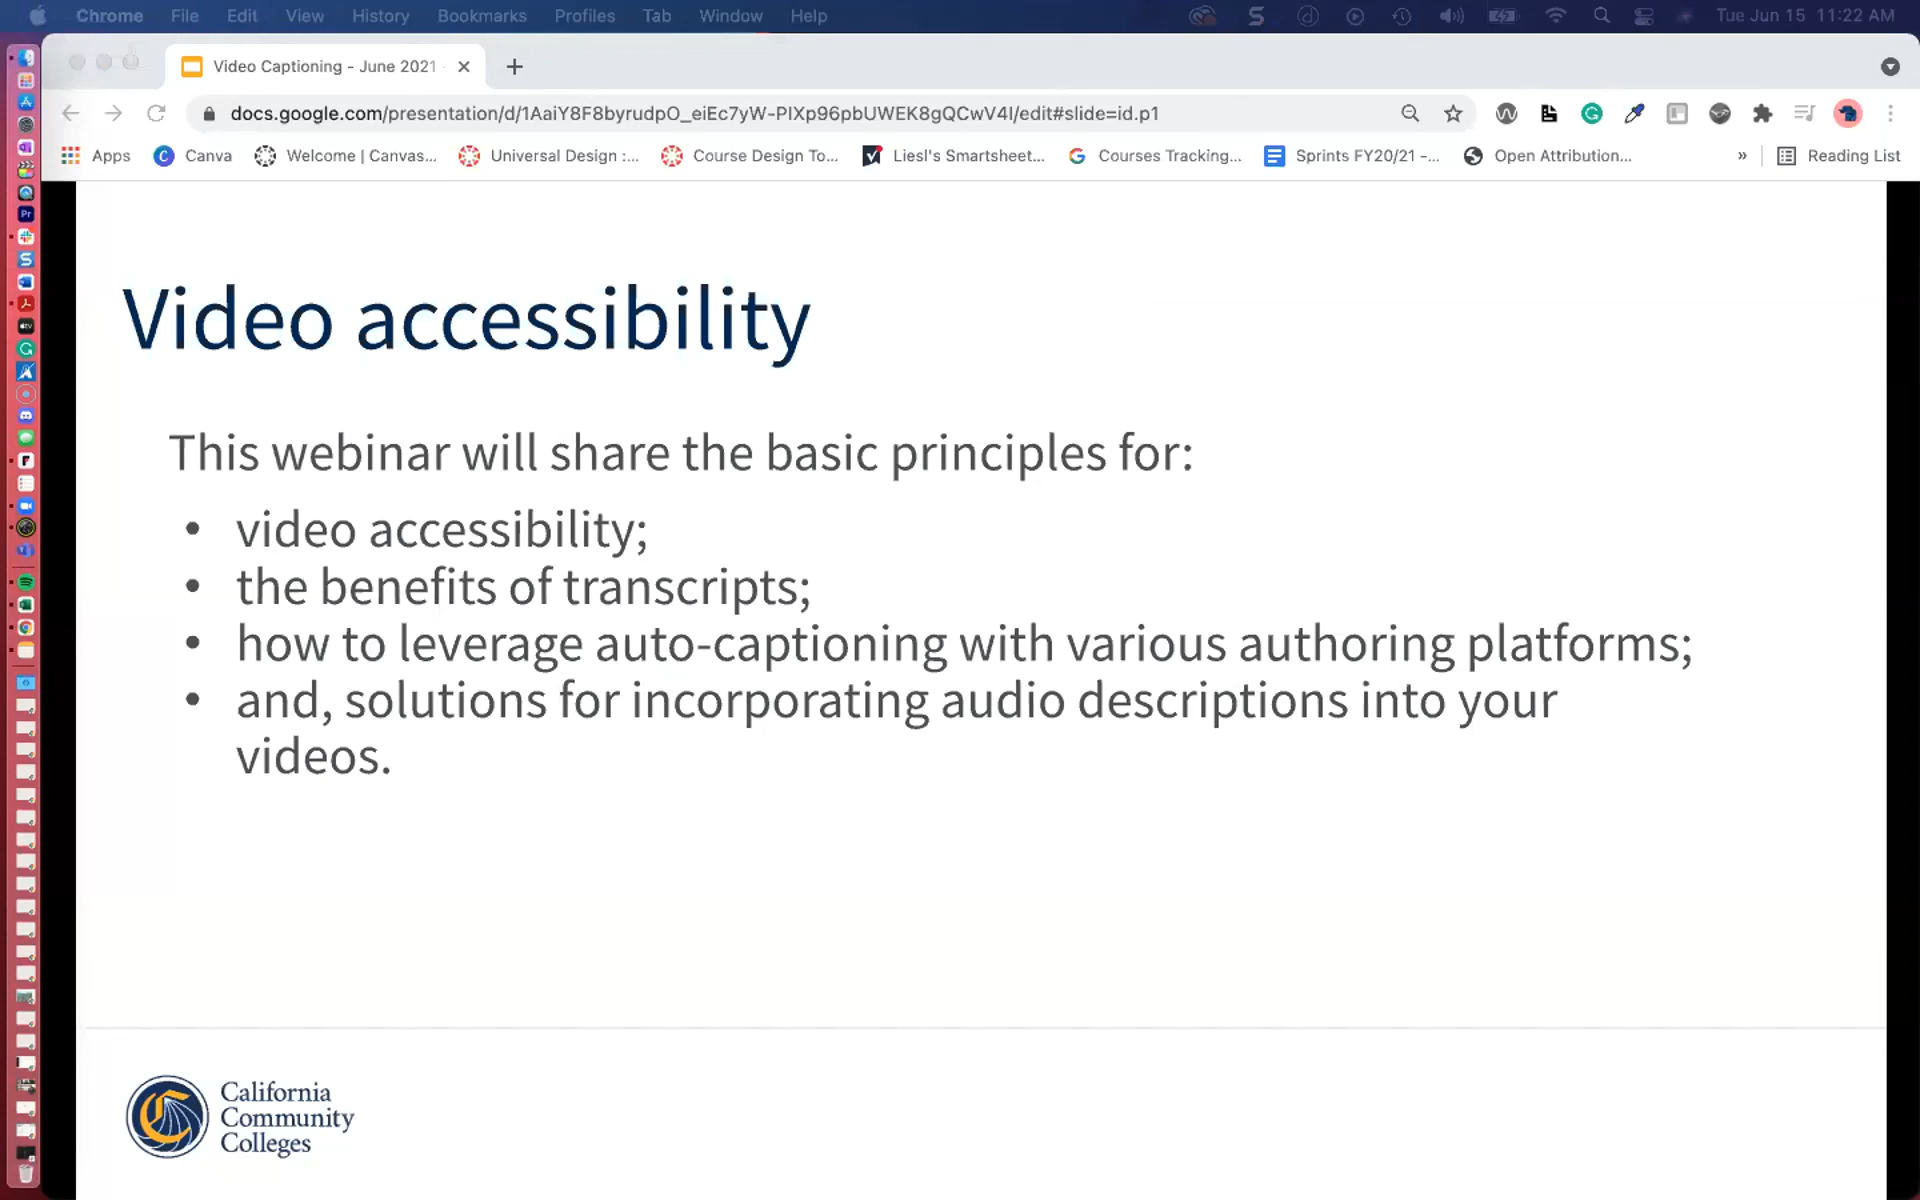 Chrome File Edit View History Bookmarks Profiles Tab Window Help Tue Jun 15 11:22 AM
Video Captioning - June 2021
docs.google.com/presentation/d/1AaiY8F8byrudpO_eiEc7yW-PIXp96pbUWEK8gQCwV4I/edit#slide=id.p1
Apps Canva Welcome | Canvas... Universal Design :... Course Design To... Liesl's Smartsheet... Courses Tracking... Sprints FY20/21 -... Open Attribution... » Reading List
Video accessibility
This webinar will share the basic principles for:
• video accessibility;
• the benefits of transcripts;
• how to leverage auto-captioning with various authoring platforms;
• and, solutions for incorporating audio descriptions into your
videos.
California
Community
Colleges